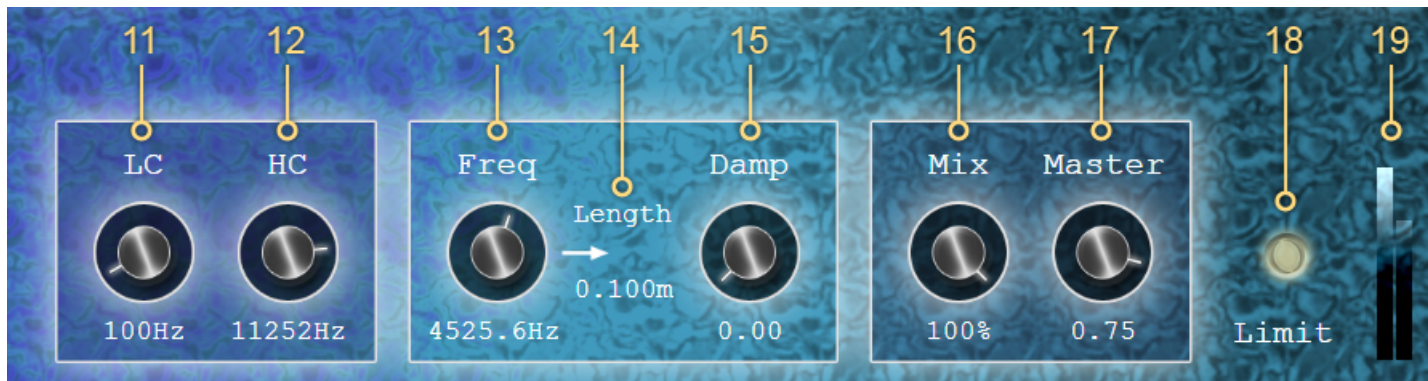 11 12 13 14 15 16 17 18 19
LC HC Freq Damp Mix Master
Length
0.100m
100Hz 11252Hz 4525.6Hz 0.00 100% 0.75 Limit